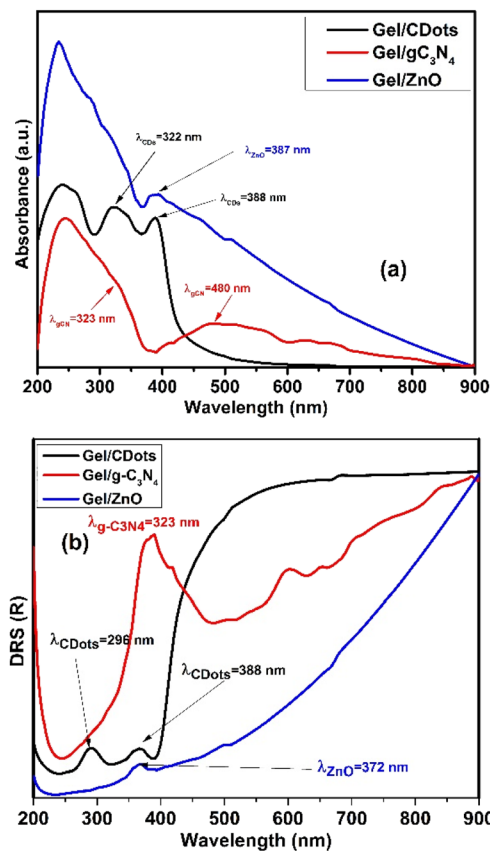 Gel/CDots
Gel/gC₃N₄
Gel/ZnO
λCDs=322 nm
λZnO=387 nm
λCDs=388 nm
(a)
λgCN=480 nm
λgCN=323 nm
Absorbance (a.u.)
200 300 400 500 600 700 800 900
Wavelength (nm)
Gel/CDots
Gel/g-C₃N₄
Gel/ZnO
λg-C3N4=323 nm
(b)
λCDots=296 nm
λCDots=388 nm
λZnO=372 nm
DRS (R)
200 300 400 500 600 700 800 900
Wavelength (nm)